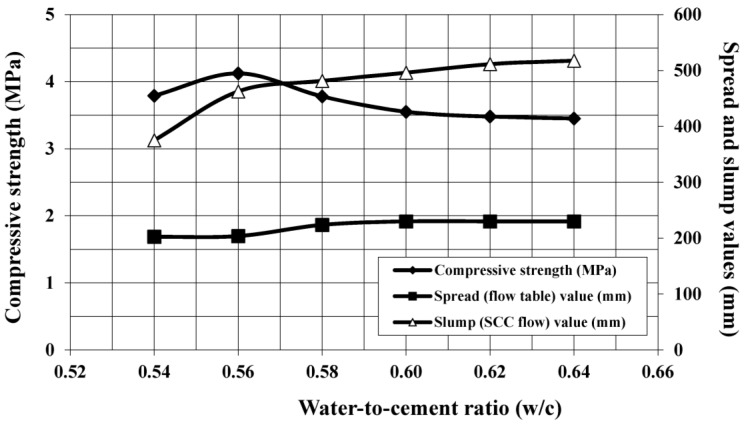 5
4
3
2
1
0
Compressive strength (MPa)
600
500
400
300
200
100
0
Spread and slump
values (mm)
Compressive strength (MPa)
Spread (flow table) value (mm)
Slump (SCC flow) value (mm)
0.52 0.54 0.56 0.58 0.60 0.62 0.64 0.66
Water-to-cement ratio (w/c)